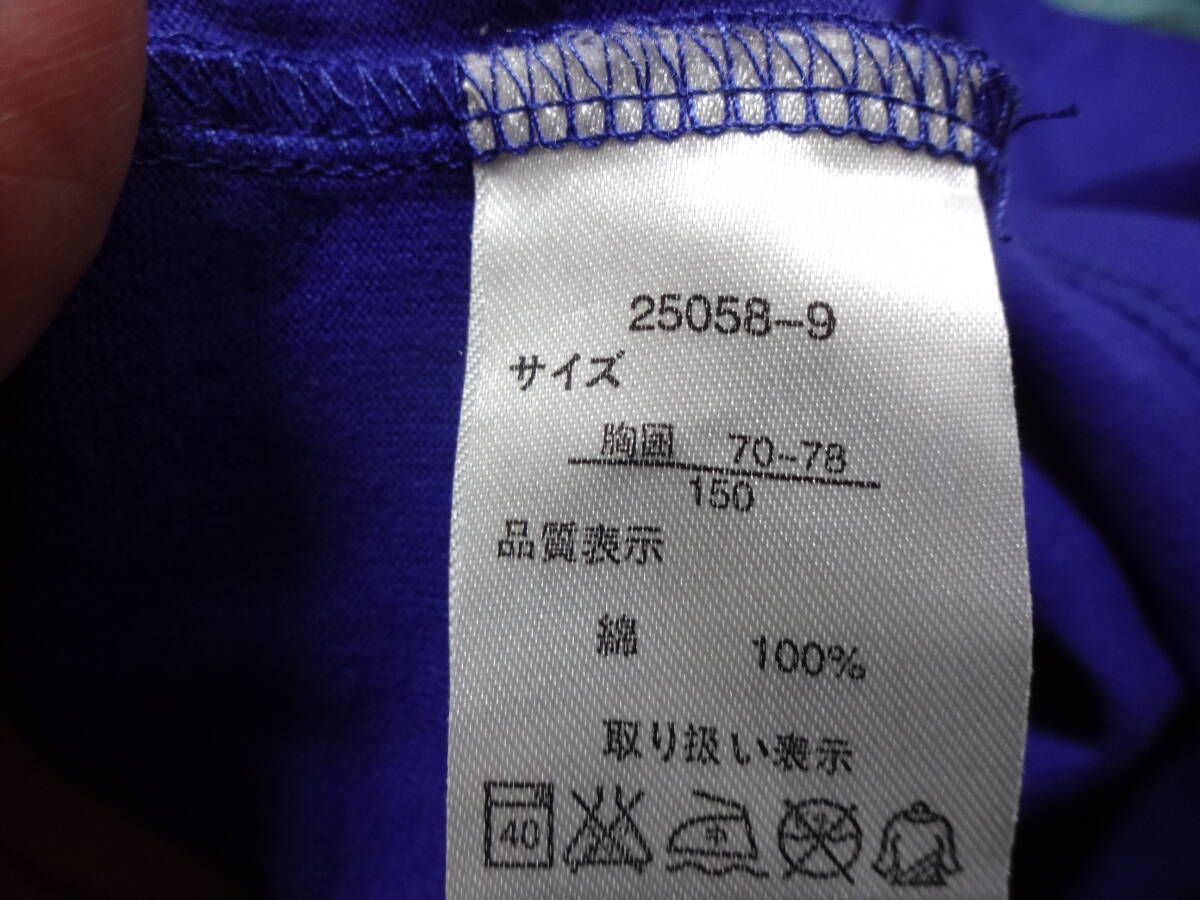 25058-9
サイズ
胸囲 70-78
150
品質表示
綿 100%
取り扱い表示
40 中